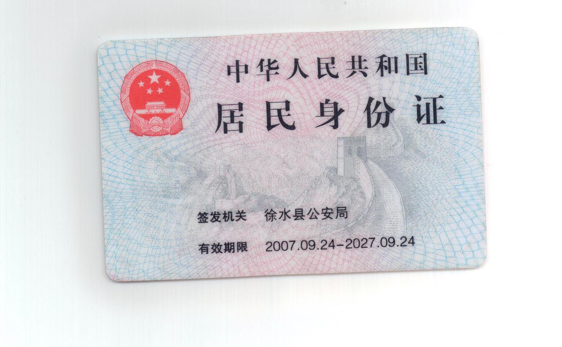 中华人民共和国
居民身份证
签发机关 徐水县公安局
有效期限 2007.09.24-2027.09.24